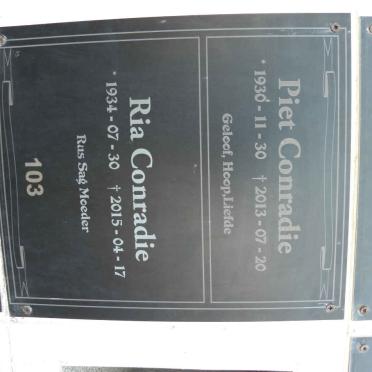 Piet Conradie
* 1930 - 11 - 30 † 2013 - 07 - 20
Geloof, Hoop, Liefde
Ria Conradie
* 1934 - 07 - 30 † 2015 - 04 - 17
Rus Sag Moeder
103